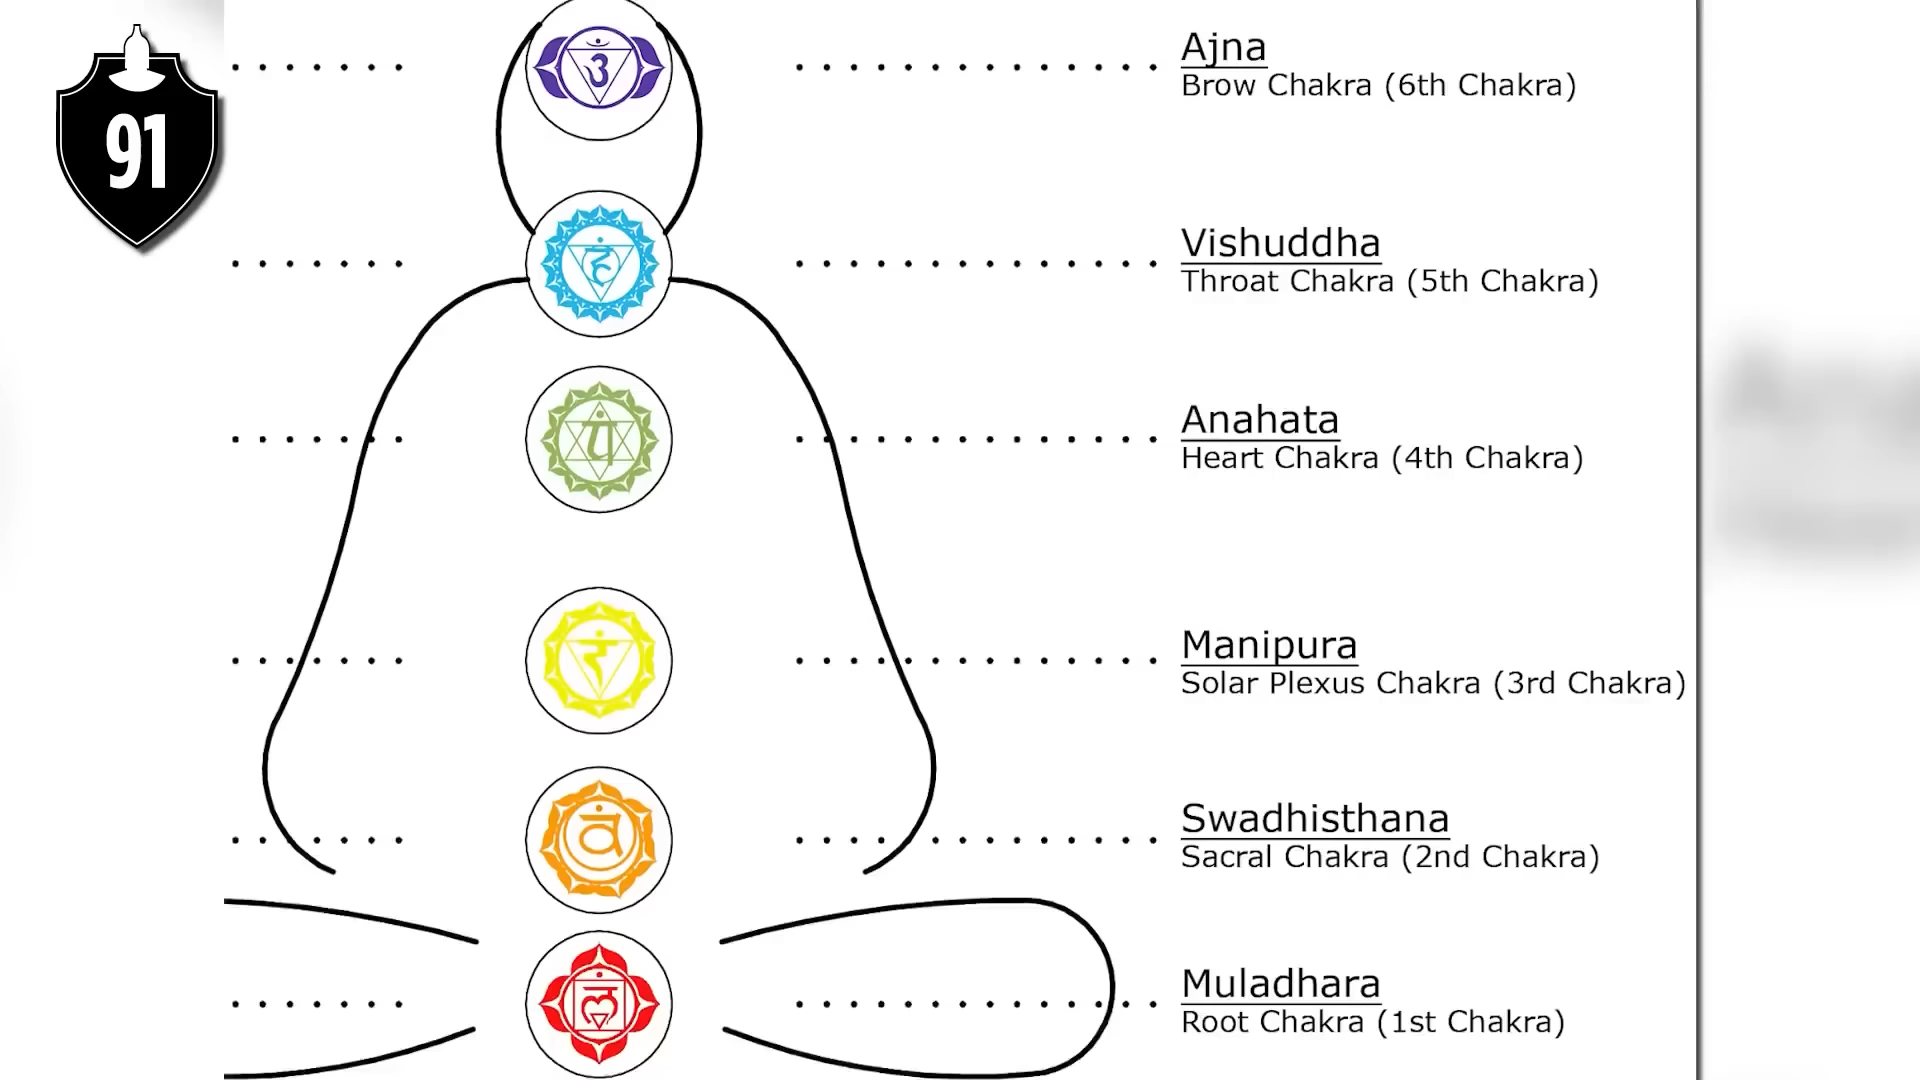 91
Ajna
Brow Chakra (6th Chakra)
Vishuddha
Throat Chakra (5th Chakra)
Anahata
Heart Chakra (4th Chakra)
Manipura
Solar Plexus Chakra (3rd Chakra)
Swadhisthana
Sacral Chakra (2nd Chakra)
Muladhara
Root Chakra (1st Chakra)